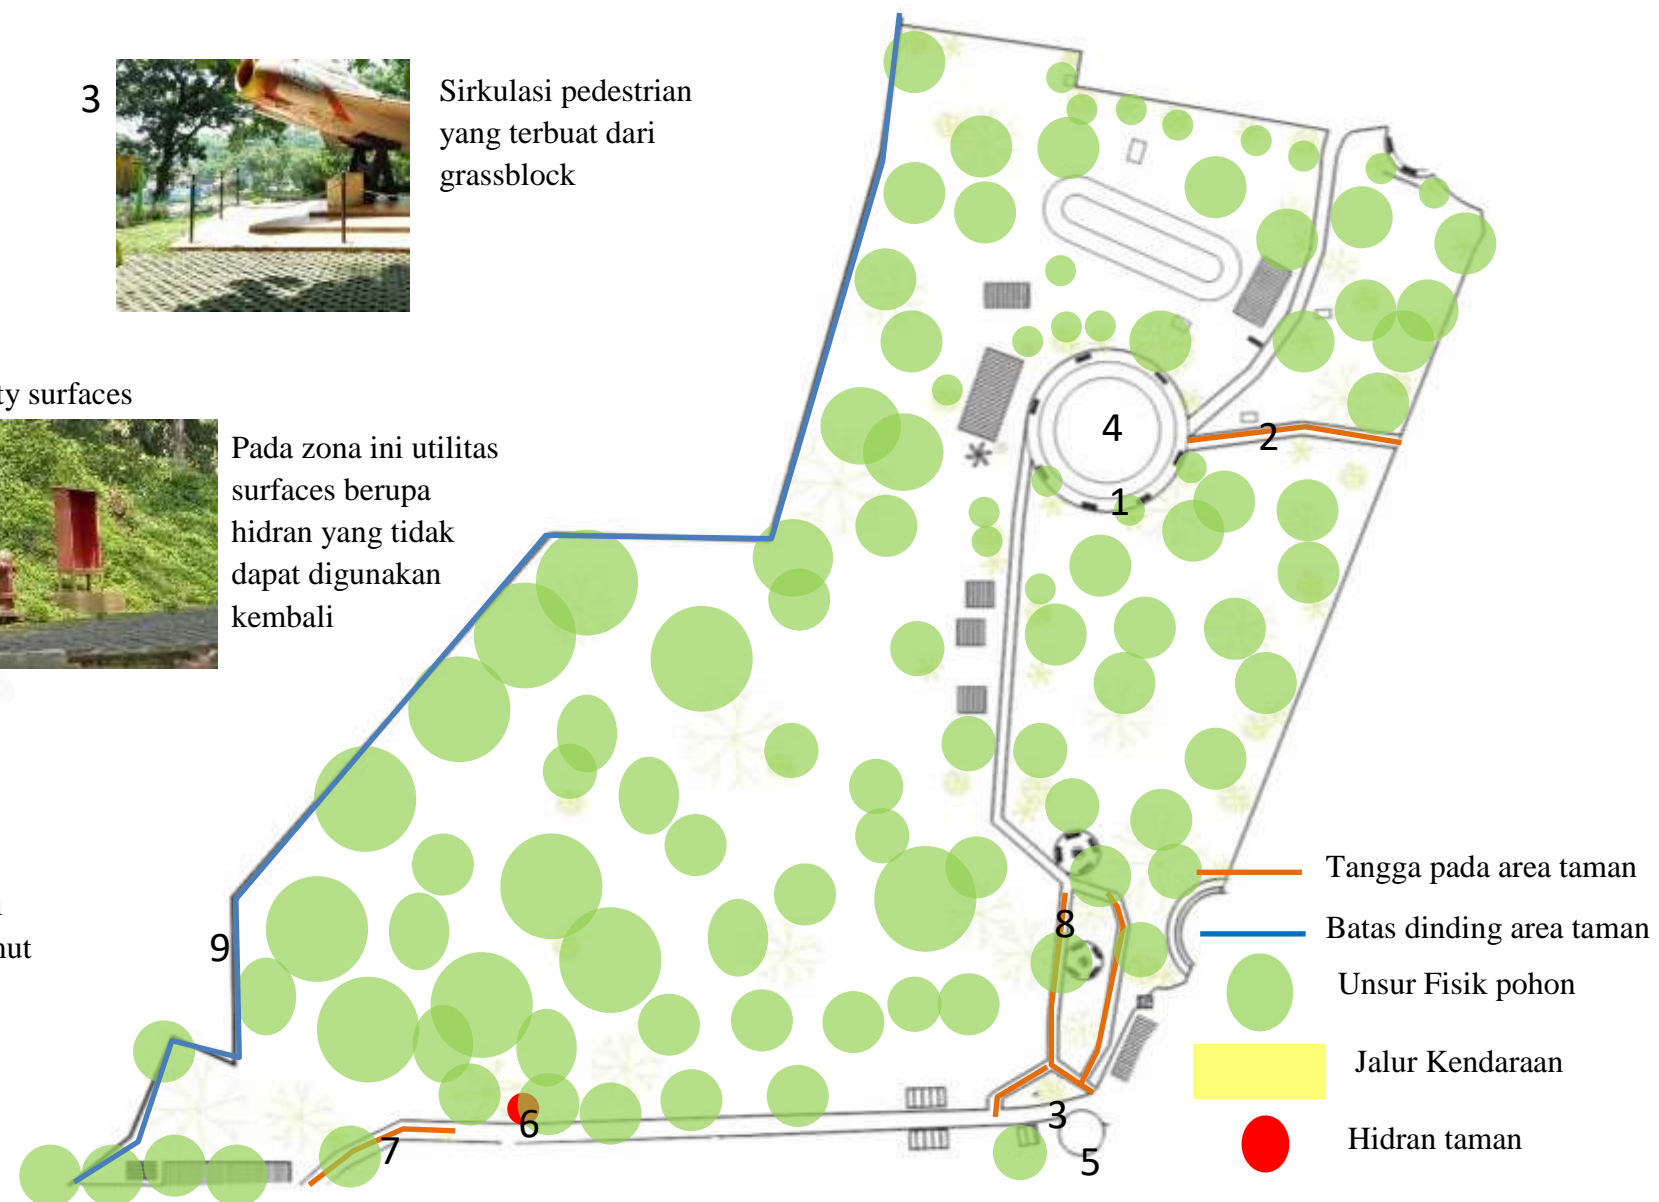 3
Sirkulasi pedestrian
yang terbuat dari
grassblock
ty surfaces
Pada zona ini utilitas
surfaces berupa
hidran yang tidak
dapat digunakan
kembali
4
2
1
8
9
3
6
7
5
Tangga pada area taman
Batas dinding area taman
Unsur Fisik pohon
Jalur Kendaraan
Hidran taman